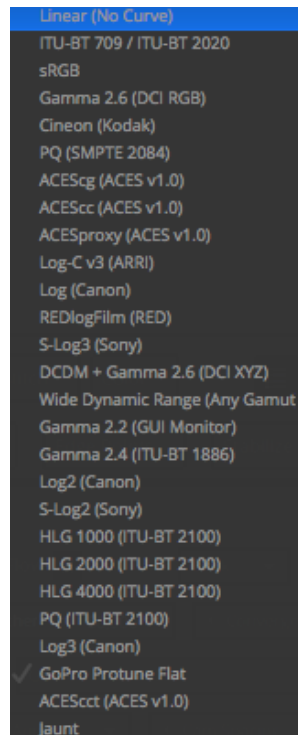 Linear (No Curve)
ITU-BT 709 / ITU-BT 2020
sRGB
Gamma 2.6 (DCI RGB)
Cineon (Kodak)
PQ (SMPTE 2084)
ACEScg (ACES v1.0)
ACEScc (ACES v1.0)
ACESproxy (ACES v1.0)
Log-C v3 (ARRI)
Log (Canon)
REDlogFilm (RED)
S-Log3 (Sony)
DCDM + Gamma 2.6 (DCI XYZ)
Wide Dynamic Range (Any Gamut
Gamma 2.2 (GUI Monitor)
Gamma 2.4 (ITU-BT 1886)
Log2 (Canon)
S-Log2 (Sony)
HLG 1000 (ITU-BT 2100)
HLG 2000 (ITU-BT 2100)
HLG 4000 (ITU-BT 2100)
PQ (ITU-BT 2100)
Log3 (Canon)
GoPro Protune Flat
ACEScct (ACES v1.0)
Jaunt